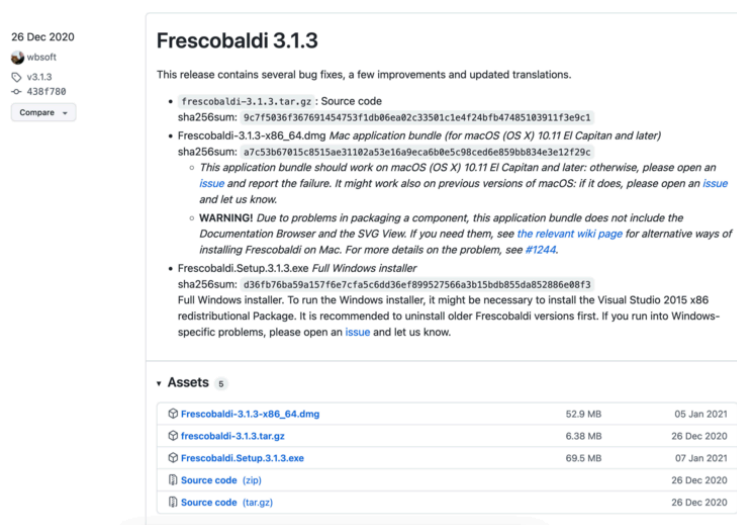 26 Dec 2020
wbsoft
v3.1.3
438f780
Compare
Frescobaldi 3.1.3
This release contains several bug fixes, a few improvements and updated translations.
frescobaldi-3.1.3.tar.gz : Source code
sha256sum: 9c7f5036f367691454753f1db06ea02c33501c1e4f24bfb47485103911f3e9c1
Frescobaldi-3.1.3-x86_64.dmg Mac application bundle (for macOS (OS X) 10.11 El Capitan and later)
sha256sum: a7c53b67015c8515ae31102a53e16a9eca6b0e5c98ced6e859bb834e3e12f29c
This application bundle should work on macOS (OS X) 10.11 El Capitan and later: otherwise, please open an
issue and report the failure. It might work also on previous versions of macOS: if it does, please open an issue
and let us know.
WARNING! Due to problems in packaging a component, this application bundle does not include the
Documentation Browser and the SVG View. If you need them, see the relevant wiki page for alternative ways of
installing Frescobaldi on Mac. For more details on the problem, see #1244.
Frescobaldi.Setup.3.1.3.exe Full Windows installer
sha256sum: d36fb76ba59a157f6e7cfa5c6dd36ef899527566a3b15bdb855da852886e08f3
Full Windows installer. To run the Windows installer, it might be necessary to install the Visual Studio 2015 x86
redistributional Package. It is recommended to uninstall older Frescobaldi versions first. If you run into Windows-
specific problems, please open an issue and let us know.
Assets 5
Frescobaldi-3.1.3-x86_64.dmg 52.9 MB 05 Jan 2021
frescobaldi-3.1.3.tar.gz 6.38 MB 26 Dec 2020
Frescobaldi.Setup.3.1.3.exe 69.5 MB 07 Jan 2021
Source code (zip) 26 Dec 2020
Source code (tar.gz) 26 Dec 2020